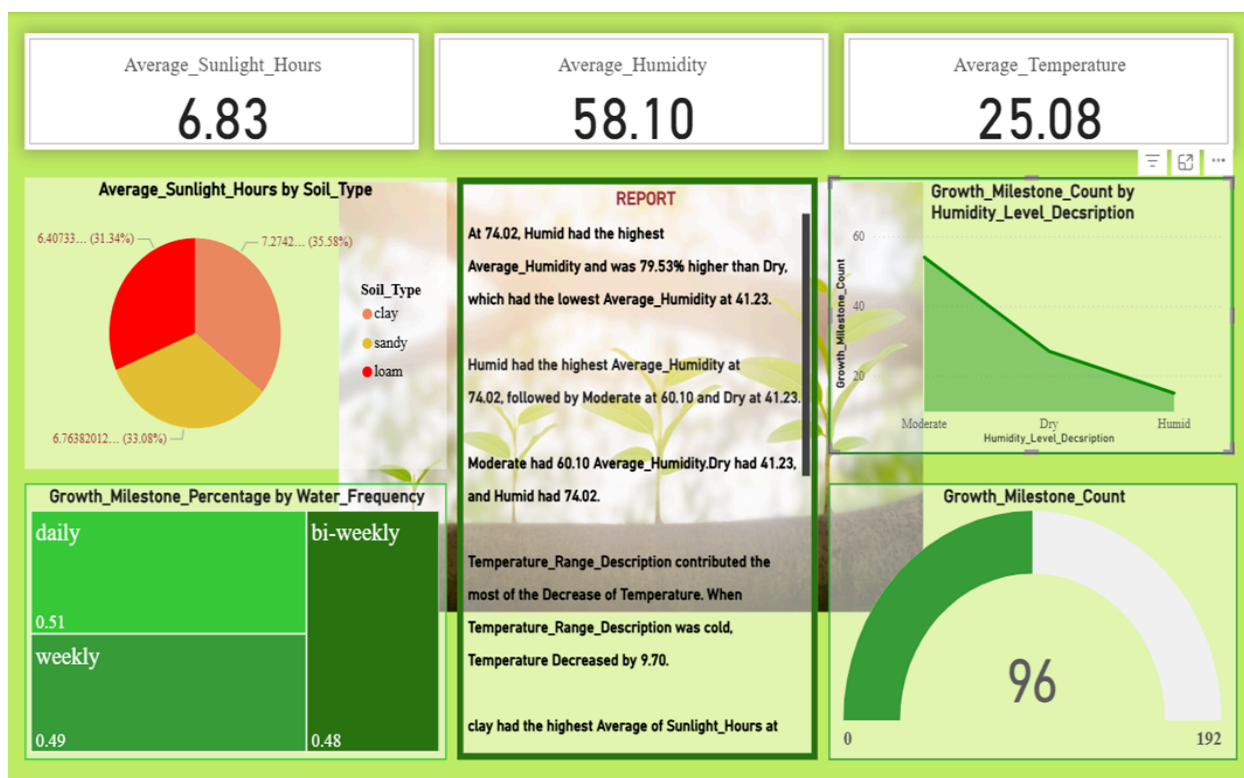 Average_Sunlight_Hours
6.83
Average_Humidity
58.10
Average_Temperature
25.08
Average_Sunlight_Hours by Soil_Type
6.40733... (31.34%)
7.2742... (35.58%)
6.76382012... (33.08%)
Soil_Type
clay
sandy
loam
REPORT
At 74.02, Humid had the highest
Average_Humidity and was 79.53% higher than Dry,
which had the lowest Average_Humidity at 41.23.
Humid had the highest Average_Humidity at
74.02, followed by Moderate at 60.10 and Dry at 41.23.
Moderate had 60.10 Average_Humidity.Dry had 41.23,
and Humid had 74.02.
Temperature_Range_Description contributed the
most of the Decrease of Temperature. When
Temperature_Range_Description was cold,
Temperature Decreased by 9.70.
clay had the highest Average of Sunlight_Hours at
Growth_Milestone_Count by
Humidity_Level_Decsription
Growth_Milestone_Count
60
40
20
Moderate
Dry
Humid
Humidity_Level_Decsription
Growth_Milestone_Percentage by Water_Frequency
daily
0.51
weekly
0.49
bi-weekly
0.48
Growth_Milestone_Count
96
0
192